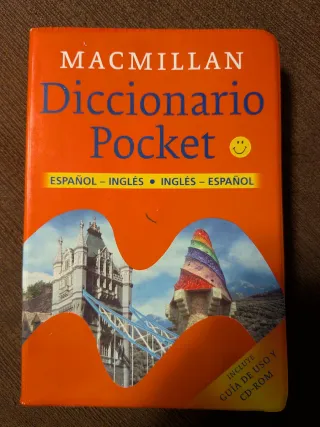 MACMILLAN
Diccionario
Pocket
ESPAÑOL – INGLÉS • INGLÉS – ESPAÑOL
INCLUYE
GUÍA DE USO Y
CD-ROM